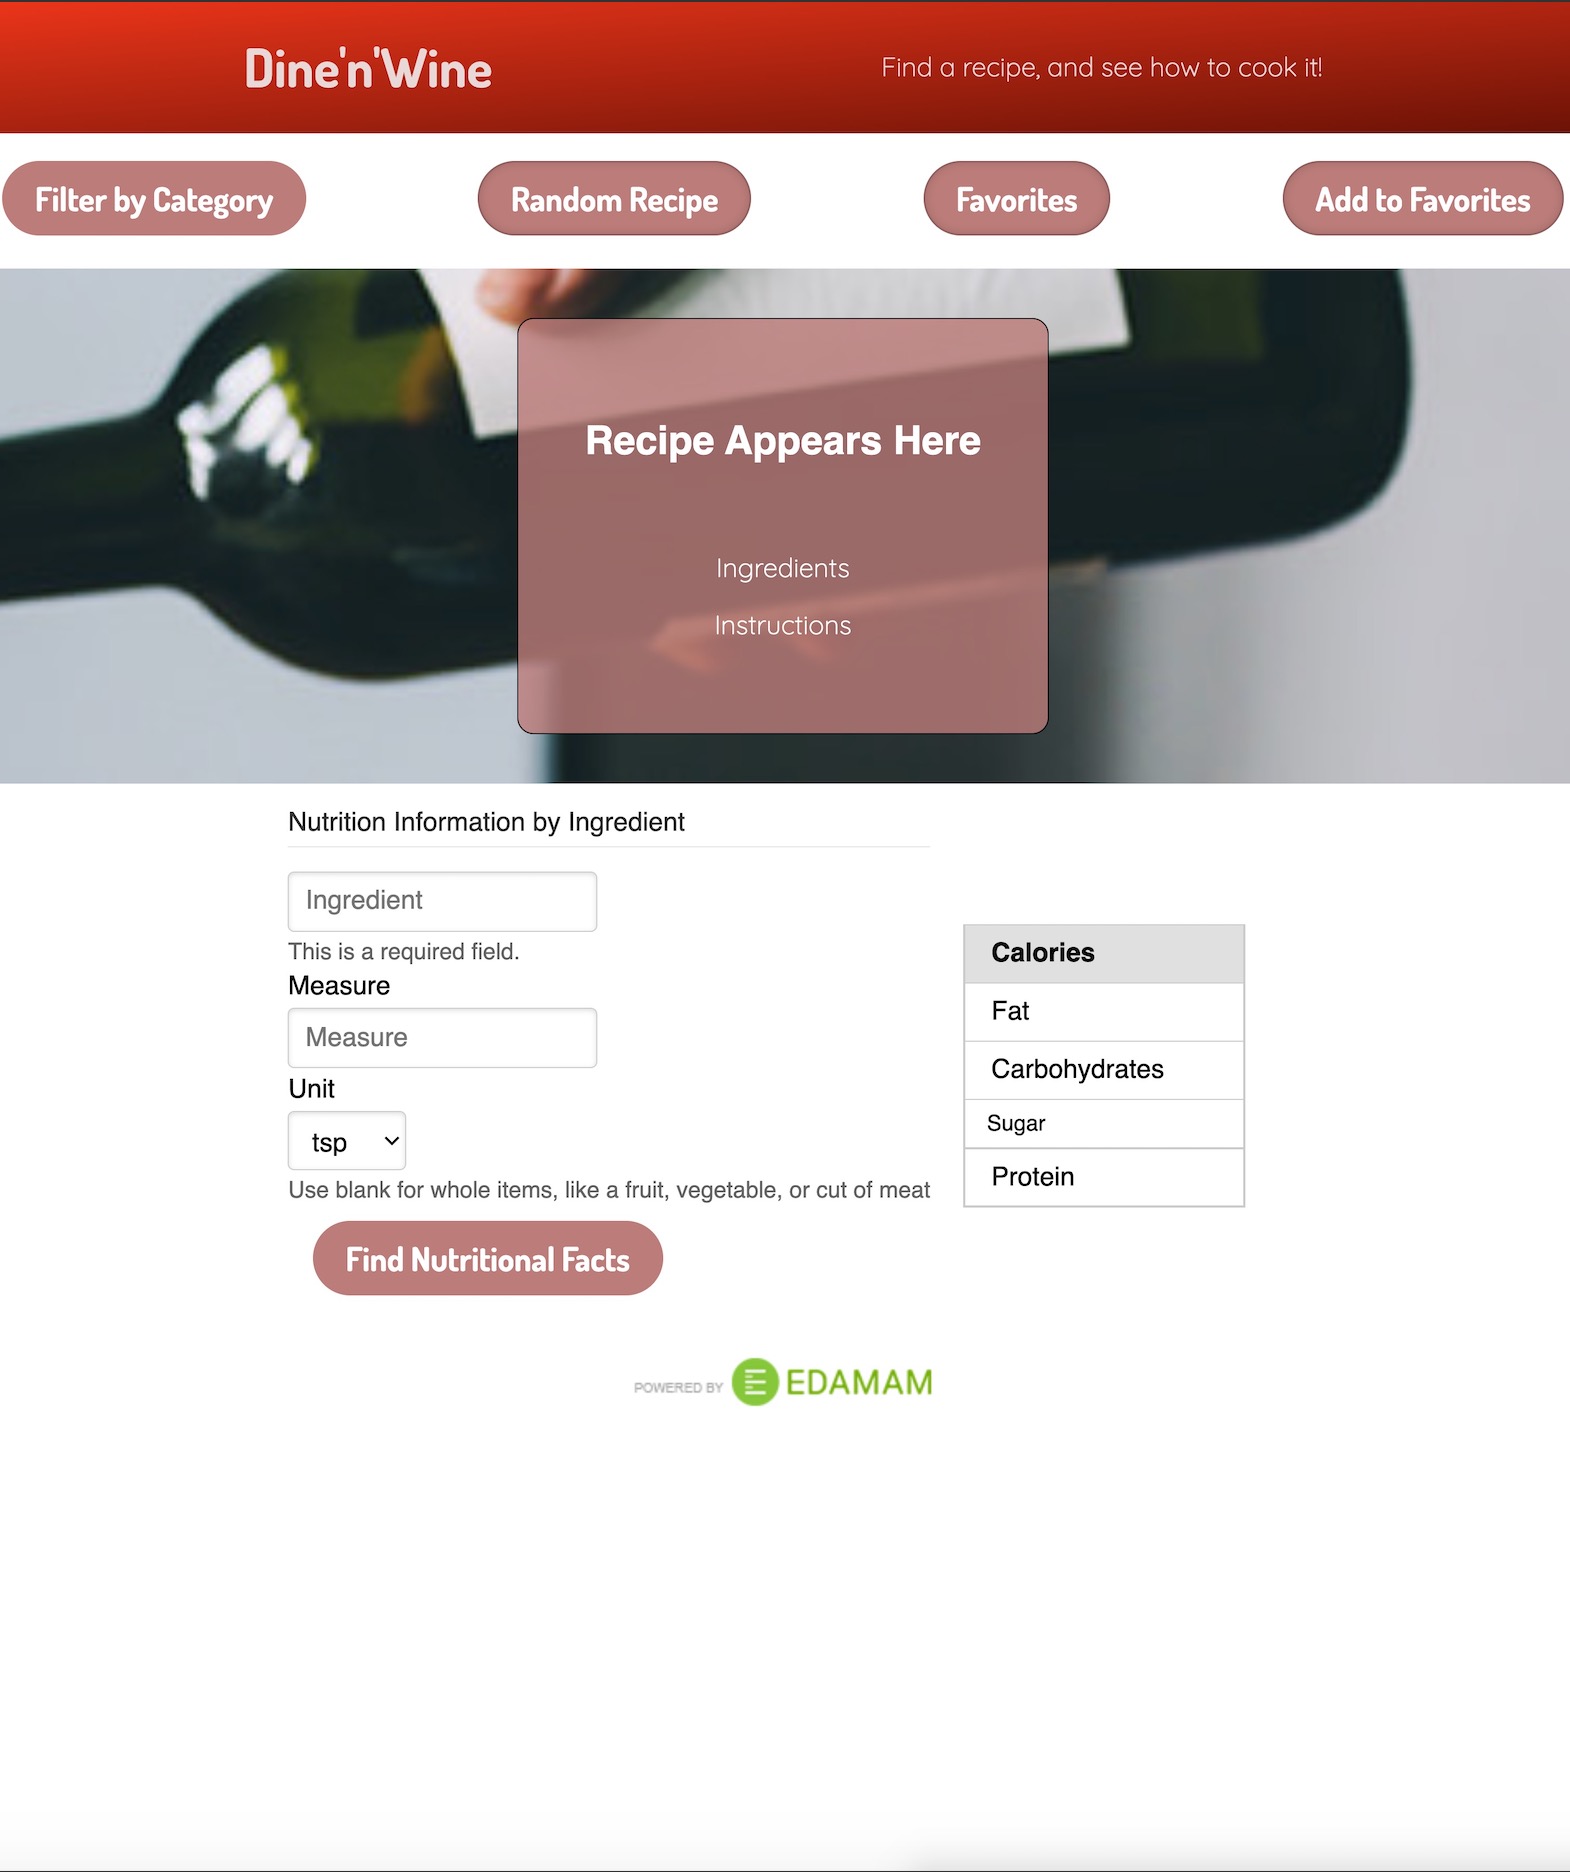 Dine'n'Wine
Find a recipe, and see how to cook it!
Filter by Category
Random Recipe
Favorites
Add to Favorites
Recipe Appears Here
Ingredients
Instructions
Nutrition Information by Ingredient
Ingredient
This is a required field.
Measure
Measure
Unit
tsp
Use blank for whole items, like a fruit, vegetable, or cut of meat
Find Nutritional Facts
Calories
Fat
Carbohydrates
Sugar
Protein
POWERED BY EDAMAM